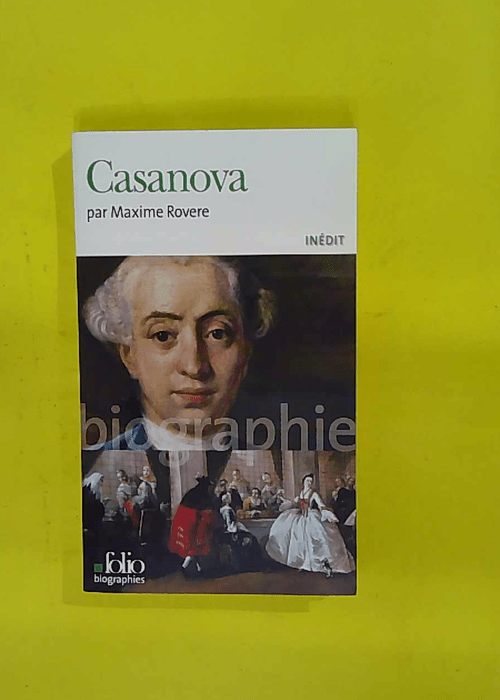 Casanova
par Maxime Rovere
INÉDIT
biographie
folio
biographies